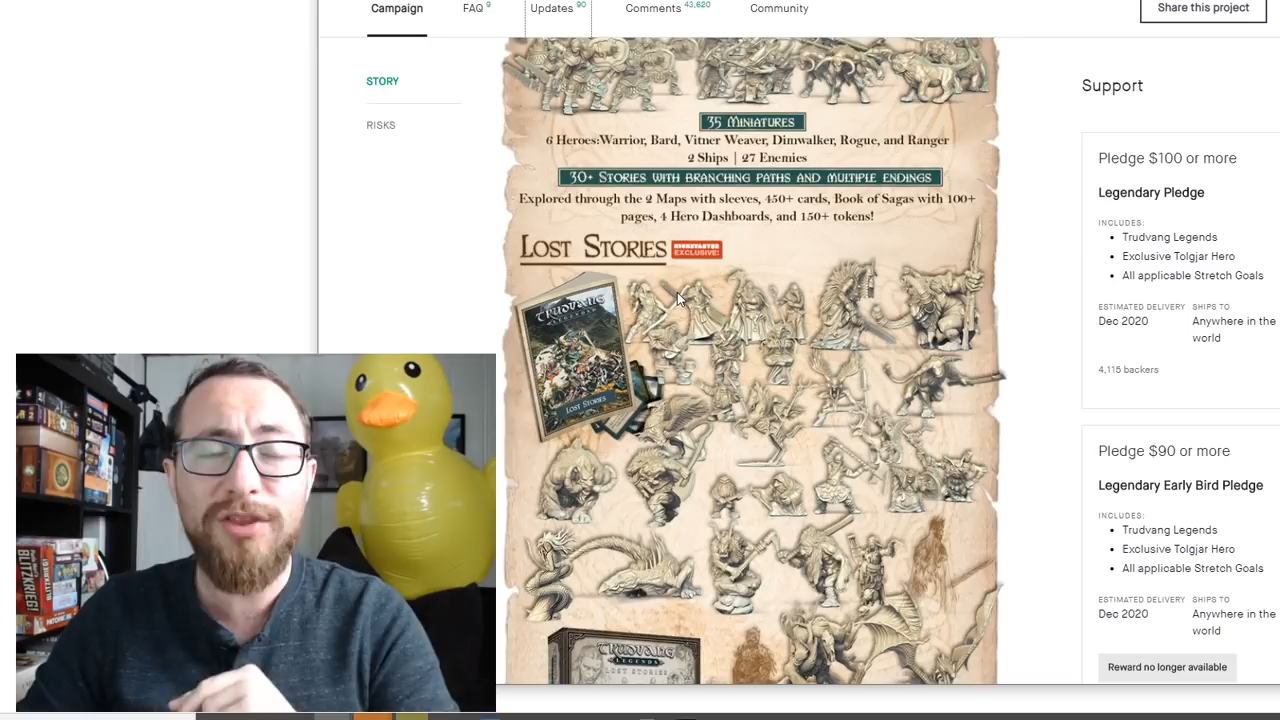 Campaign
FAQ 9
Updates 90
Comments 43,620
Community
Share this project
STORY
RISKS
35 Miniatures
6 Heroes:Warrior, Bard, Vitner Weaver, Dimwalker, Rogue, and Ranger
2 Ships | 27 Enemies
30+ Stories with branching paths and multiple endings
Explored through the 2 Maps with sleeves, 450+ cards, Book of Sagas with 100+
pages, 4 Hero Dashboards, and 150+ tokens!
Lost Stories KICKSTARTER EXCLUSIVE!
TRUDVANG
LEGENDS
LOST STORIES
TRUDVANG
LEGENDS
LOST STORIES
Support
Pledge $100 or more
Legendary Pledge
INCLUDES:
• Trudvang Legends
• Exclusive Tolgjar Hero
• All applicable Stretch Goals
ESTIMATED DELIVERY
Dec 2020
SHIPS TO
Anywhere in the
world
4,115 backers
Pledge $90 or more
Legendary Early Bird Pledge
INCLUDES:
• Trudvang Legends
• Exclusive Tolgjar Hero
• All applicable Stretch Goals
ESTIMATED DELIVERY
Dec 2020
SHIPS TO
Anywhere in the
world
Reward no longer available
BLITZKRIEG!